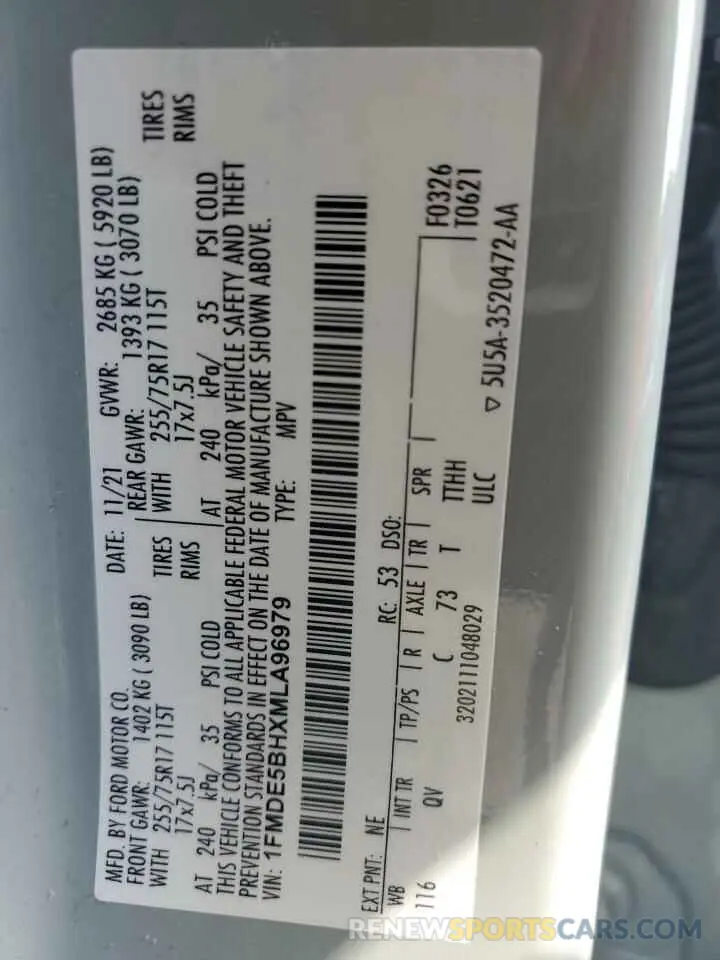 MFD. BY FORD MOTOR CO. DATE: 11/21 GVWR: 2685 KG ( 5920 LB)
FRONT GAWR: 1402 KG ( 3090 LB) REAR GAWR: 1393 KG ( 3070 LB)
WITH 255/75R17 115T TIRES WITH 255/75R17 115T TIRES
17x7.5J RIMS 17x7.5J RIMS
AT 240 kPa/ 35 PSI COLD AT 240 kPa/ 35 PSI COLD
THIS VEHICLE CONFORMS TO ALL APPLICABLE FEDERAL MOTOR VEHICLE SAFETY AND THEFT
PREVENTION STANDARDS IN EFFECT ON THE DATE OF MANUFACTURE SHOWN ABOVE.
VIN: 1FMDE5BHXMLA96979 TYPE: MPV
EXT PNT: NE RC: 53 DSO:
WB INT TR TP/PS R AXLE TR SPR F0326
116 QV C 73 T TTHH T0621
3202111048029 ULC
▽ 5U5A-3520472-AA
RENEWSPORTSCARS.COM